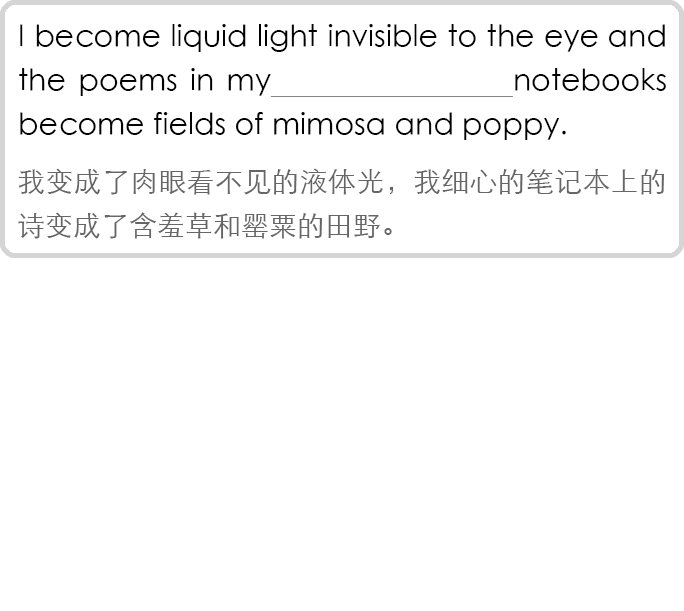 I become liquid light invisible to the eye and
the poems in my________________notebooks
become fields of mimosa and poppy.
我变成了肉眼看不见的液体光，我细心的笔记本上的
诗变成了含羞草和罂粟的田野。